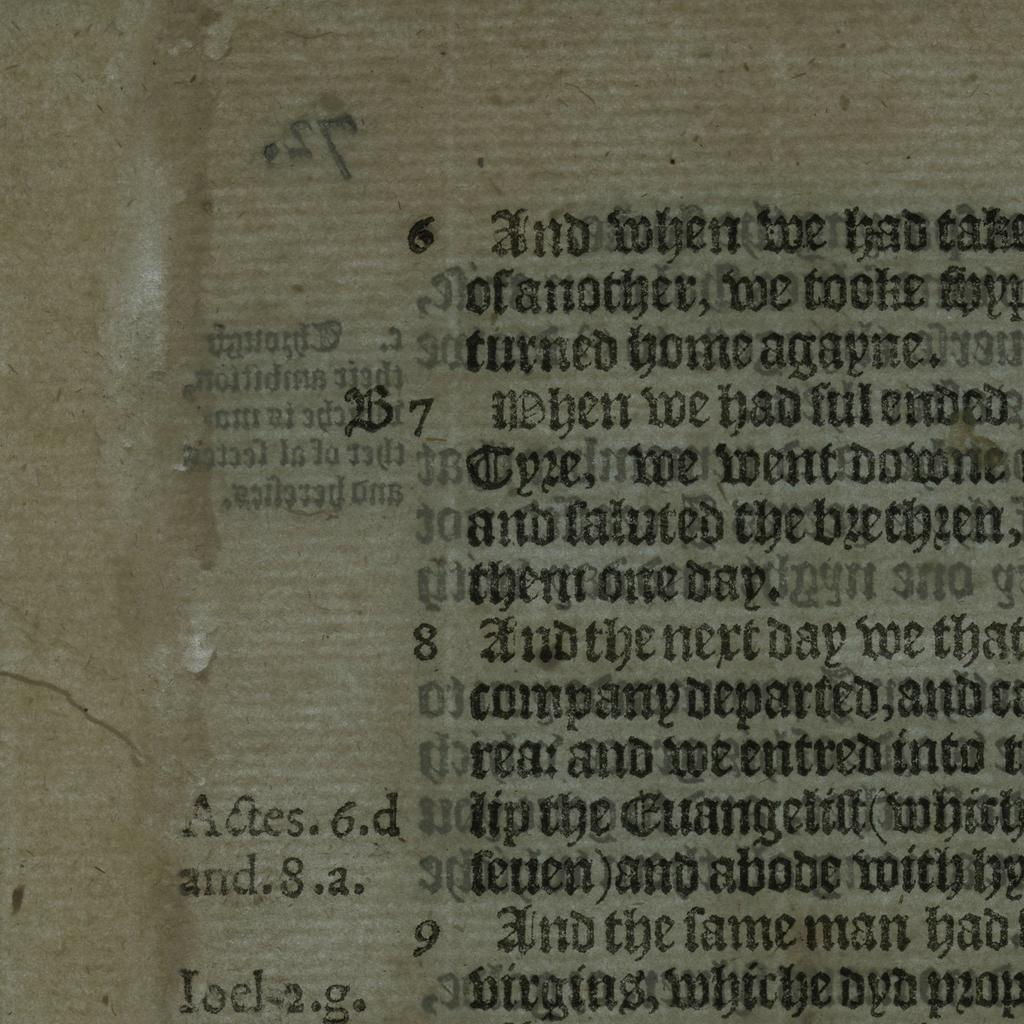 6 And when we had take
of another, we tooke shyp
turned home agayne.
B 7 When we had ful ended
Tyre, we went downe
and saluted the brethren,
them one day.
8 And the next day we that
company departed, and ce
rea: and we entred into t
Actes. 6.d lip the Euangelist (which
and. 8.a. seuen) and abode with hy
9 And the same man had
Ioel. 2.g. virgins, whiche dyd prop